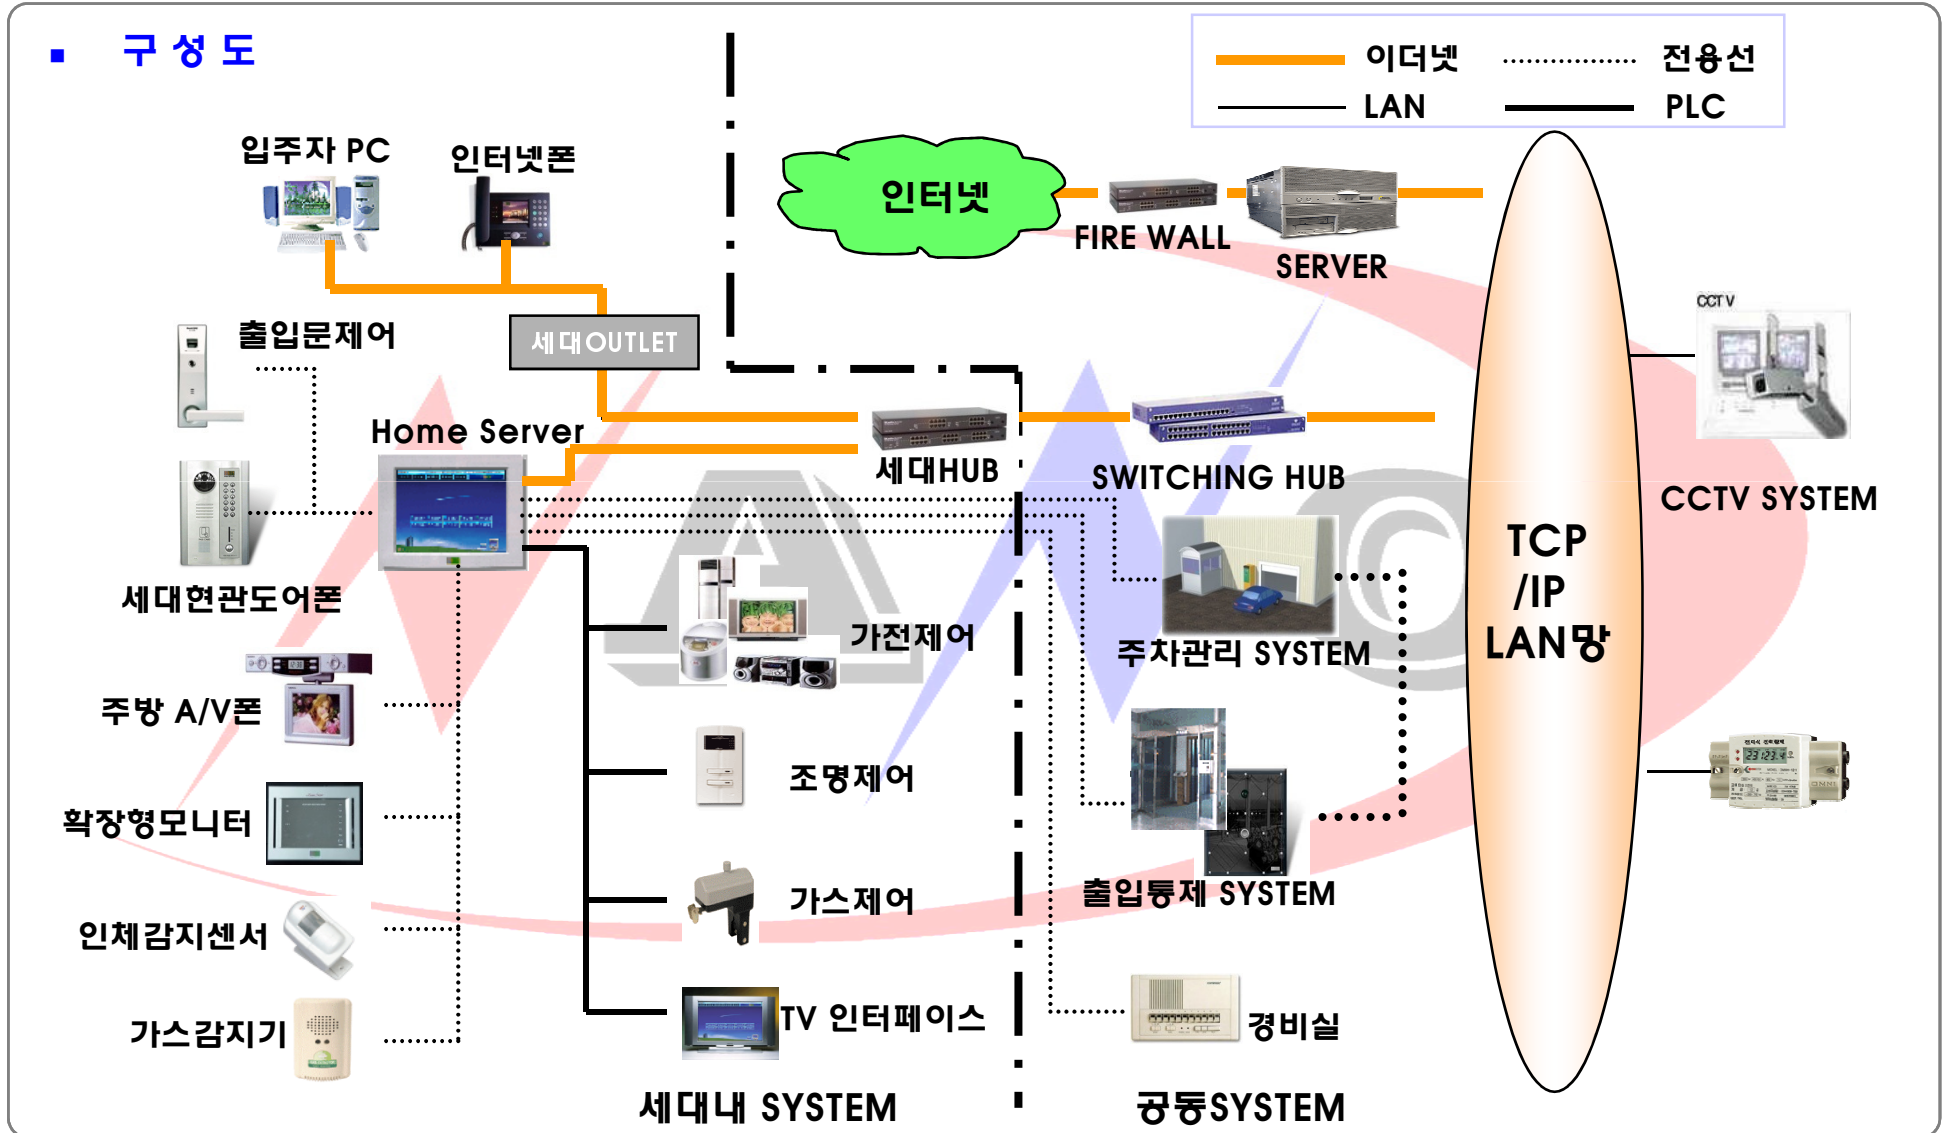 ▪ 구 성 도
이더넷
전용선
LAN
PLC
입주자 PC
인터넷폰
인터넷
FIRE WALL
SERVER
CCTV
세대OUTLET
출입문제어
Home Server
세대HUB
SWITCHING HUB
CCTV SYSTEM
TCP
/IP
LAN망
세대현관도어폰
가전제어
주차관리 SYSTEM
주방 A/V폰
조명제어
확장형모니터
출입통제 SYSTEM
가스제어
인체감지센서
TV 인터페이스
경비실
가스감지기
세대내 SYSTEM
공동SYSTEM